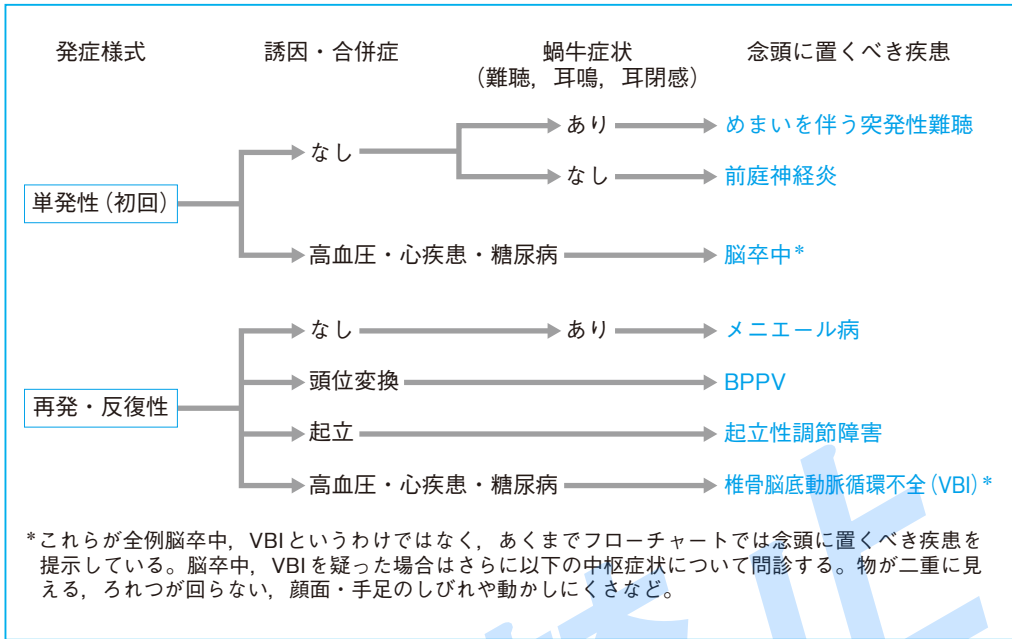 発症様式 誘因・合併症 蝸牛症状 念頭に置くべき疾患
(難聴，耳鳴，耳閉感)
単発性(初回)
なし あり めまいを伴う突発性難聴
なし 前庭神経炎
高血圧・心疾患・糖尿病 脳卒中*
再発・反復性
なし あり メニエール病
頭位変換 BPPV
起立 起立性調節障害
高血圧・心疾患・糖尿病 椎骨脳底動脈循環不全(VBI)*
*これらが全例脳卒中，VBIというわけではなく，あくまでフローチャートでは念頭に置くべき疾患を
提示している。脳卒中，VBIを疑った場合はさらに以下の中枢症状について問診する。物が二重に見
える，ろれつが回らない，顔面・手足のしびれや動かしにくさなど。